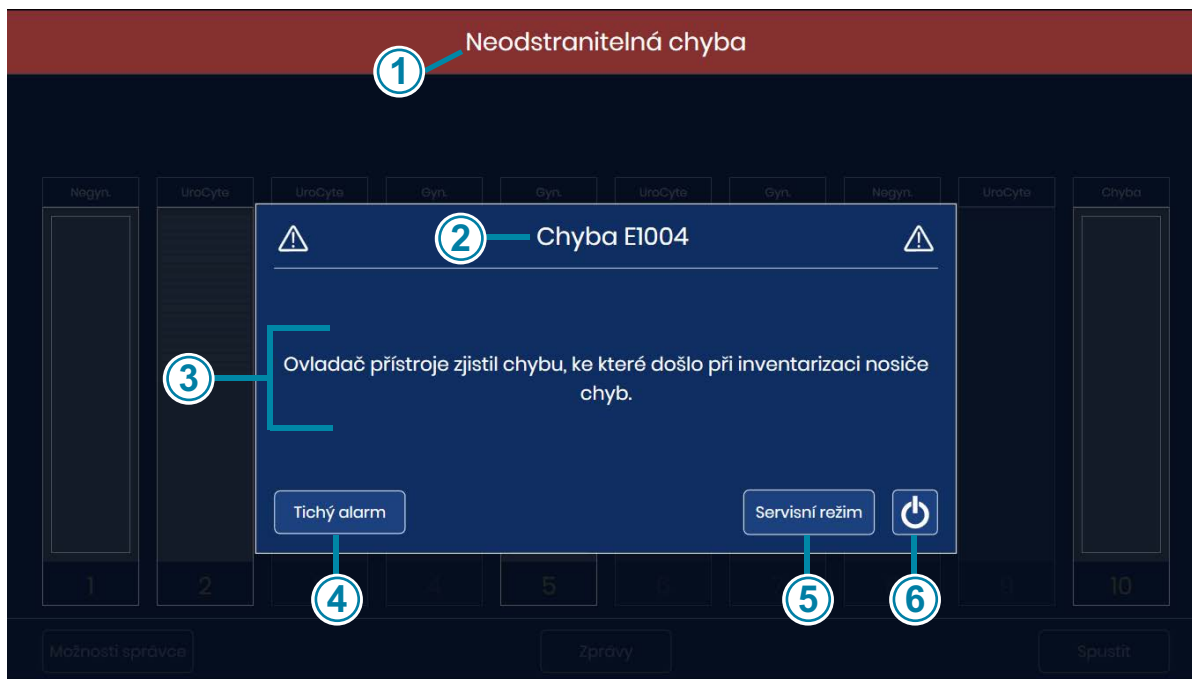 Neodstranitelná chyba
1
Negyn. UroCyte UroCyte Gyn. Gyn. UroCyte Gyn. Negyn. UroCyte Chyba
2 Chyba E1004
3 Ovladač přístroje zjistil chybu, ke které došlo při inventarizaci nosiče
chyb.
Tichý alarm Servisní režim
1 2 4 5 6 9 10
4 5 6
Možnosti správce Zprávy Spustit